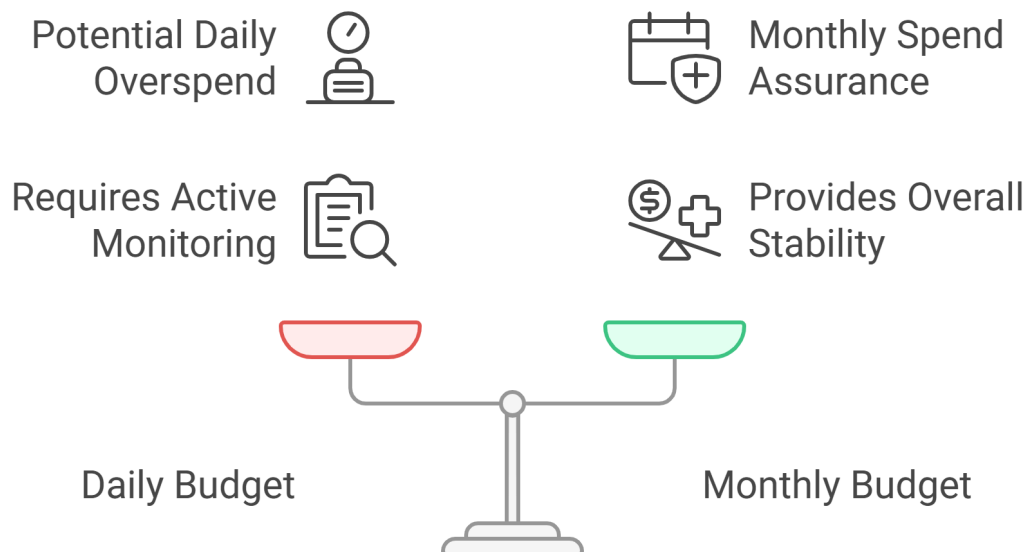 Potential Daily
Overspend
Monthly Spend
Assurance
Requires Active
Monitoring
$
Provides Overall
Stability
Daily Budget
Monthly Budget